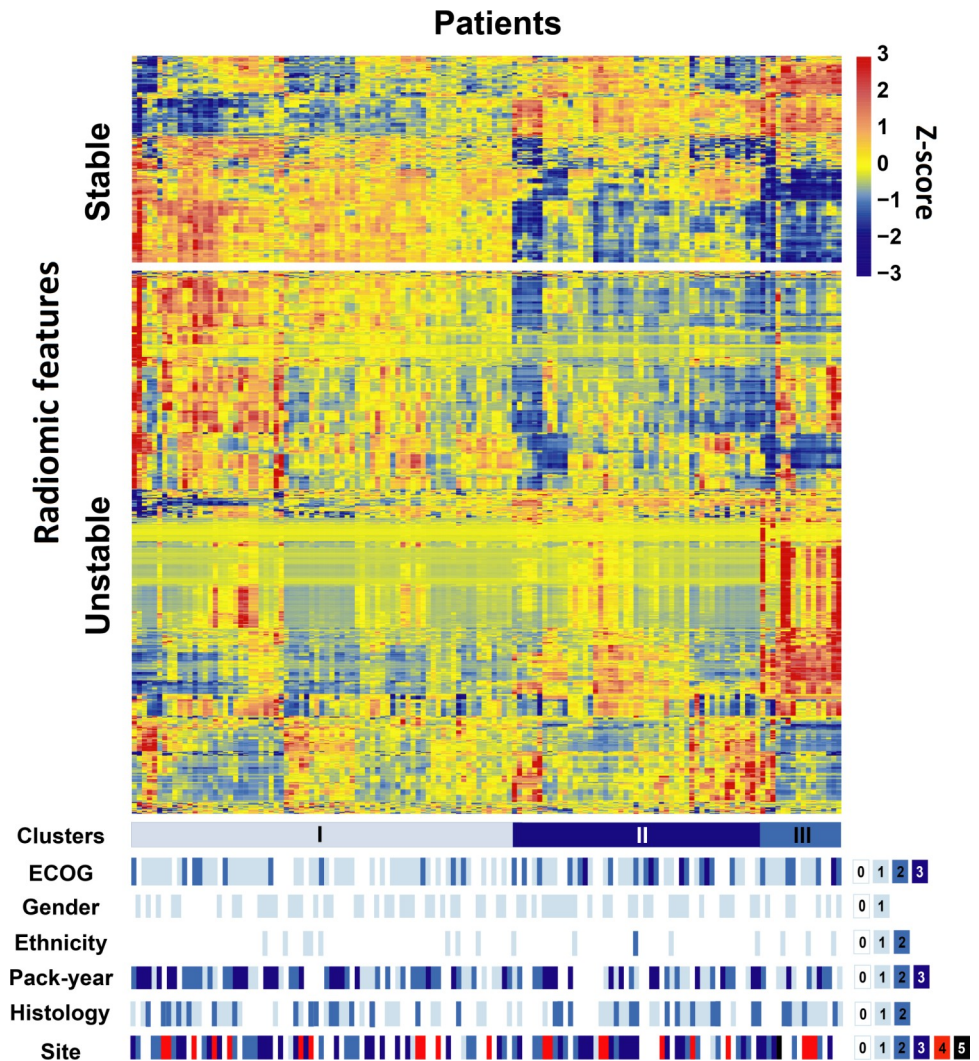 Patients
Radiomic features
Stable
Unstable
3
2
1
0
−1
−2
−3
Z-score
Clusters I II III
ECOG 0 1 2 3
Gender 0 1
Ethnicity 0 1 2
Pack-year 0 1 2 3
Histology 0 1 2
Site 0 1 2 3 4 5